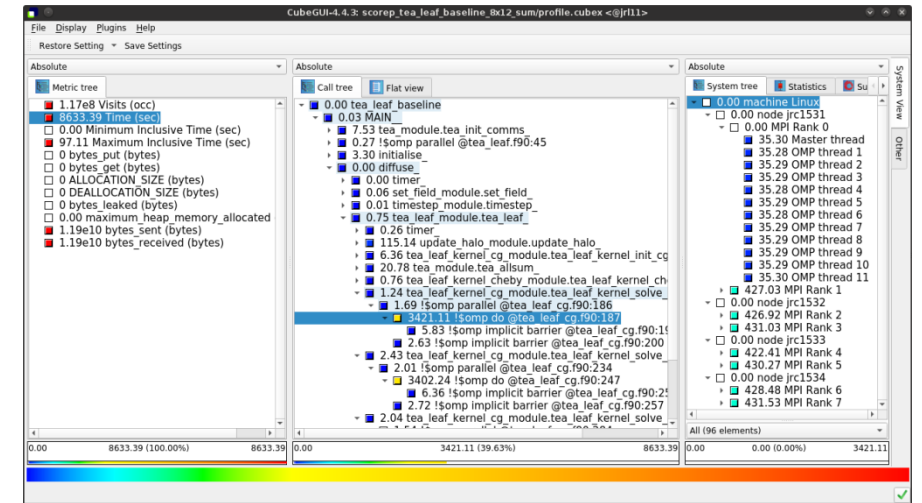 CubeGUI-4.4.3: scorep_tea_leaf_baseline_8x12_sum/profile.cubex <@jrl11>
File Display Plugins Help
Restore Setting Save Settings
Absolute
Metric tree
1.17e8 Visits (occ)
8633.39 Time (sec)
0.00 Minimum Inclusive Time (sec)
97.11 Maximum Inclusive Time (sec)
0 bytes_put (bytes)
0 bytes_get (bytes)
0 ALLOCATION_SIZE (bytes)
0 DEALLOCATION_SIZE (bytes)
0 bytes_leaked (bytes)
0.00 maximum_heap_memory_allocated
1.19e10 bytes_sent (bytes)
1.19e10 bytes_received (bytes)
0.00 8633.39 (100.00%) 8633.39
Absolute
Call tree Flat view
0.00 tea_leaf_baseline
0.03 MAIN_
7.53 tea_module.tea_init_comms_
0.27 !$omp parallel @tea_leaf.f90:45
3.30 initialise_
0.00 diffuse_
0.00 timer_
0.06 set_field_module.set_field_
0.01 timestep_module.timestep_
0.75 tea_leaf_module.tea_leaf_
0.26 timer_
115.14 update_halo_module.update_halo_
6.36 tea_leaf_kernel_cg_module.tea_leaf_kernel_init_cg
20.78 tea_module.tea_allsum_
0.76 tea_leaf_kernel_cheby_module.tea_leaf_kernel_ch
1.24 tea_leaf_kernel_cg_module.tea_leaf_kernel_solve_
1.69 !$omp parallel @tea_leaf_cg.f90:186
3421.11 !$omp do @tea_leaf_cg.f90:187
5.83 !$omp implicit barrier @tea_leaf_cg.f90:19
2.63 !$omp implicit barrier @tea_leaf_cg.f90:200
2.43 tea_leaf_kernel_cg_module.tea_leaf_kernel_solve_
2.01 !$omp parallel @tea_leaf_cg.f90:234
3402.24 !$omp do @tea_leaf_cg.f90:247
6.36 !$omp implicit barrier @tea_leaf_cg.f90:25
2.72 !$omp implicit barrier @tea_leaf_cg.f90:257
2.04 tea_leaf_kernel_cg_module.tea_leaf_kernel_solve_
0.00 3421.11 (39.63%) 8633.39
Absolute
System tree Statistics Su
0.00 machine Linux
0.00 node jrc1531
0.00 MPI Rank 0
35.30 Master thread
35.28 OMP thread 1
35.29 OMP thread 2
35.29 OMP thread 3
35.28 OMP thread 4
35.29 OMP thread 5
35.28 OMP thread 6
35.29 OMP thread 7
35.29 OMP thread 8
35.29 OMP thread 9
35.29 OMP thread 10
35.30 OMP thread 11
427.03 MPI Rank 1
0.00 node jrc1532
426.92 MPI Rank 2
431.03 MPI Rank 3
0.00 node jrc1533
422.41 MPI Rank 4
430.27 MPI Rank 5
0.00 node jrc1534
428.48 MPI Rank 6
431.53 MPI Rank 7
All (96 elements)
0.00 0.00 (0.00%) 3421.11
System View
Other